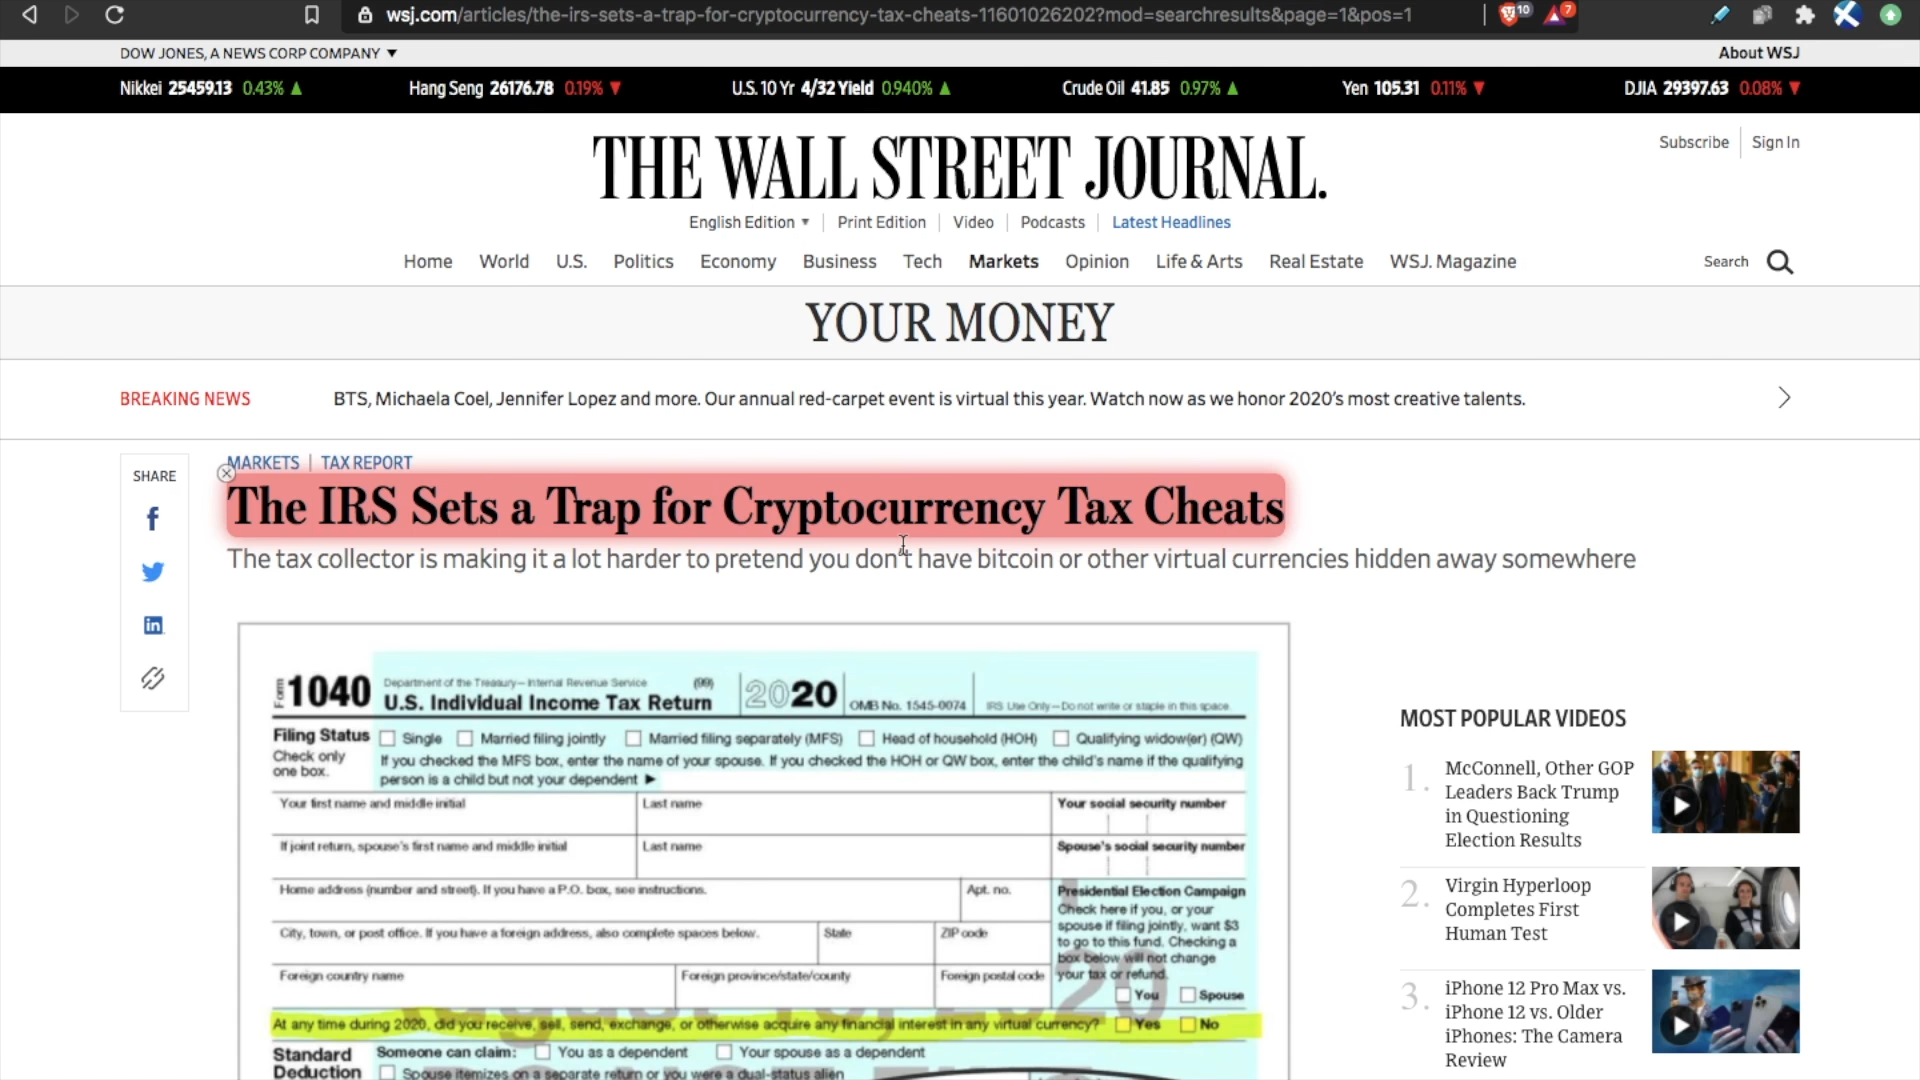 wsj.com/articles/the-irs-sets-a-trap-for-cryptocurrency-tax-cheats-11601026202?mod=searchresults&page=1&pos=1
10
7
DOW JONES, A NEWS CORP COMPANY
About WSJ
Nikkei 25459.13 0.43%
Hang Seng 26176.78 0.19%
U.S. 10 Yr 4/32 Yield 0.940%
Crude Oil 41.85 0.97%
Yen 105.31 0.11%
DJIA 29397.63 0.08%
THE WALL STREET JOURNAL.
Subscribe
Sign In
English Edition
Print Edition
Video
Podcasts
Latest Headlines
Home World U.S. Politics Economy Business Tech Markets Opinion Life & Arts Real Estate WSJ. Magazine
Search
YOUR MONEY
BREAKING NEWS
BTS, Michaela Coel, Jennifer Lopez and more. Our annual red-carpet event is virtual this year. Watch now as we honor 2020's most creative talents.
SHARE
MARKETS | TAX REPORT
The IRS Sets a Trap for Cryptocurrency Tax Cheats
The tax collector is making it a lot harder to pretend you don't have bitcoin or other virtual currencies hidden away somewhere
Form 1040
Department of the Treasury—Internal Revenue Service (99)
U.S. Individual Income Tax Return
2020
OMB No. 1545-0074
IRS Use Only—Do not write or staple in this space.
Filing Status
Check only
one box.
Single Married filing jointly Married filing separately (MFS) Head of household (HOH) Qualifying widow(er) (QW)
If you checked the MFS box, enter the name of your spouse. If you checked the HOH or QW box, enter the child's name if the qualifying
person is a child but not your dependent
Your first name and middle initial
Last name
Your social security number
If joint return, spouse's first name and middle initial
Last name
Spouse's social security number
Home address (number and street). If you have a P.O. box, see instructions.
Apt. no.
Presidential Election Campaign
Check here if you, or your
spouse if filing jointly, want $3
to go to this fund. Checking a
box below will not change
your tax or refund.
You Spouse
City, town, or post office. If you have a foreign address, also complete spaces below.
State
ZIP code
Foreign country name
Foreign province/state/county
Foreign postal code
At any time during 2020, did you receive, sell, send, exchange, or otherwise acquire any financial interest in any virtual currency? Yes No
Standard
Deduction
Someone can claim: You as a dependent Your spouse as a dependent
Spouse itemizes on a separate return or you were a dual-status alien
MOST POPULAR VIDEOS
1.
McConnell, Other GOP
Leaders Back Trump
in Questioning
Election Results
2.
Virgin Hyperloop
Completes First
Human Test
3.
iPhone 12 Pro Max vs.
iPhone 12 vs. Older
iPhones: The Camera
Review